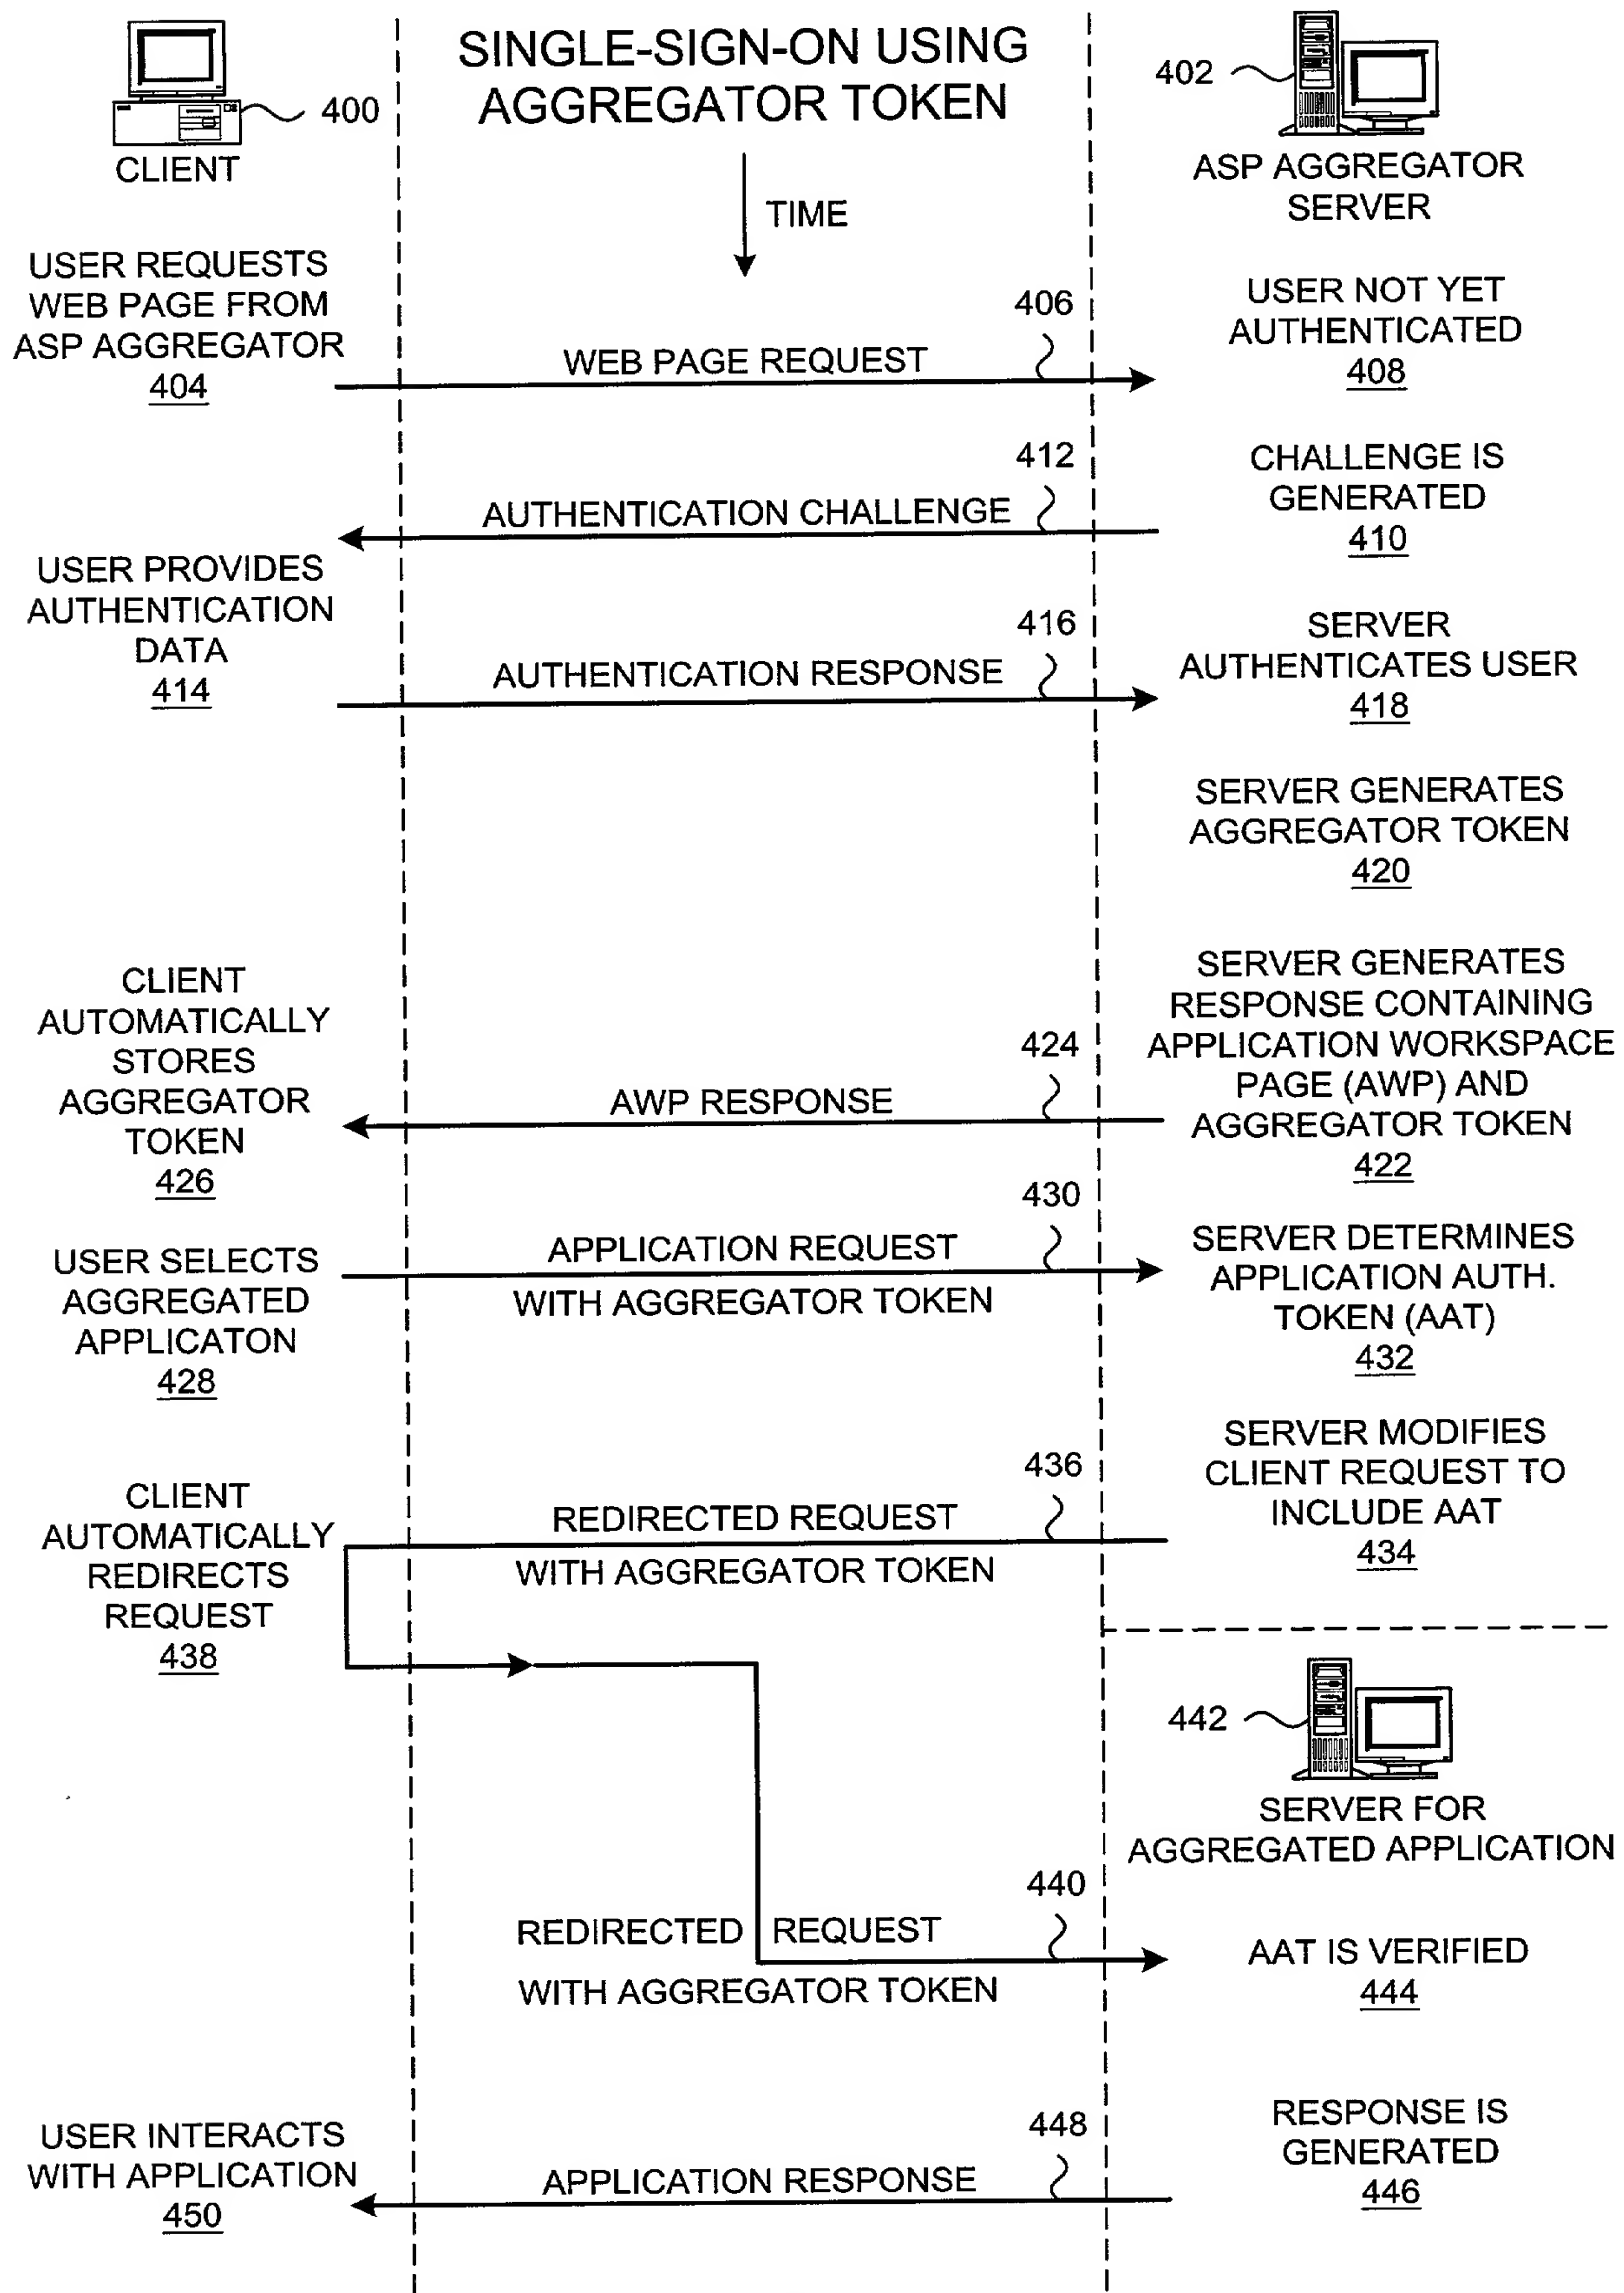 SINGLE-SIGN-ON USING
AGGREGATOR TOKEN
400
CLIENT
402
ASP AGGREGATOR
SERVER
TIME
USER REQUESTS
WEB PAGE FROM
ASP AGGREGATOR
404
WEB PAGE REQUEST
406
USER NOT YET
AUTHENTICATED
408
CHALLENGE IS
GENERATED
410
412
AUTHENTICATION CHALLENGE
USER PROVIDES
AUTHENTICATION
DATA
414
416
AUTHENTICATION RESPONSE
SERVER
AUTHENTICATES USER
418
SERVER GENERATES
AGGREGATOR TOKEN
420
SERVER GENERATES
RESPONSE CONTAINING
APPLICATION WORKSPACE
PAGE (AWP) AND
AGGREGATOR TOKEN
422
424
AWP RESPONSE
CLIENT
AUTOMATICALLY
STORES
AGGREGATOR
TOKEN
426
USER SELECTS
AGGREGATED
APPLICATON
428
430
APPLICATION REQUEST
WITH AGGREGATOR TOKEN
SERVER DETERMINES
APPLICATION AUTH.
TOKEN (AAT)
432
SERVER MODIFIES
CLIENT REQUEST TO
INCLUDE AAT
434
436
REDIRECTED REQUEST
WITH AGGREGATOR TOKEN
CLIENT
AUTOMATICALLY
REDIRECTS
REQUEST
438
442
SERVER FOR
AGGREGATED APPLICATION
440
REDIRECTED REQUEST
WITH AGGREGATOR TOKEN
AAT IS VERIFIED
444
RESPONSE IS
GENERATED
446
448
APPLICATION RESPONSE
USER INTERACTS
WITH APPLICATION
450